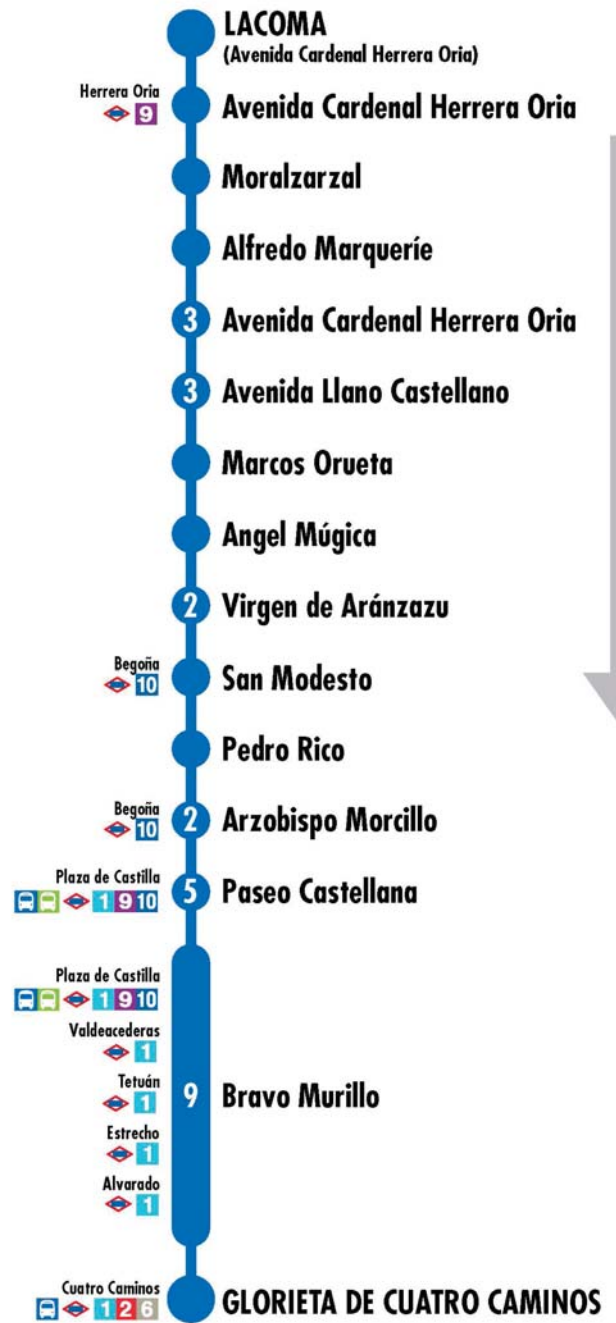 LACOMA
(Avenida Cardenal Herrera Oria)
Herrera Oria
9
Avenida Cardenal Herrera Oria
Moralzarzal
Alfredo Marqueríe
3 Avenida Cardenal Herrera Oria
3 Avenida Llano Castellano
Marcos Orueta
Angel Múgica
2 Virgen de Aránzazu
Begoña
10
San Modesto
Pedro Rico
Begoña
10
2 Arzobispo Morcillo
Plaza de Castilla
1 9 10
5 Paseo Castellana
Plaza de Castilla
1 9 10
Valdeacederas
1
Tetuán
1
9 Bravo Murillo
Estrecho
1
Alvarado
1
Cuatro Caminos
1 2 6
GLORIETA DE CUATRO CAMINOS